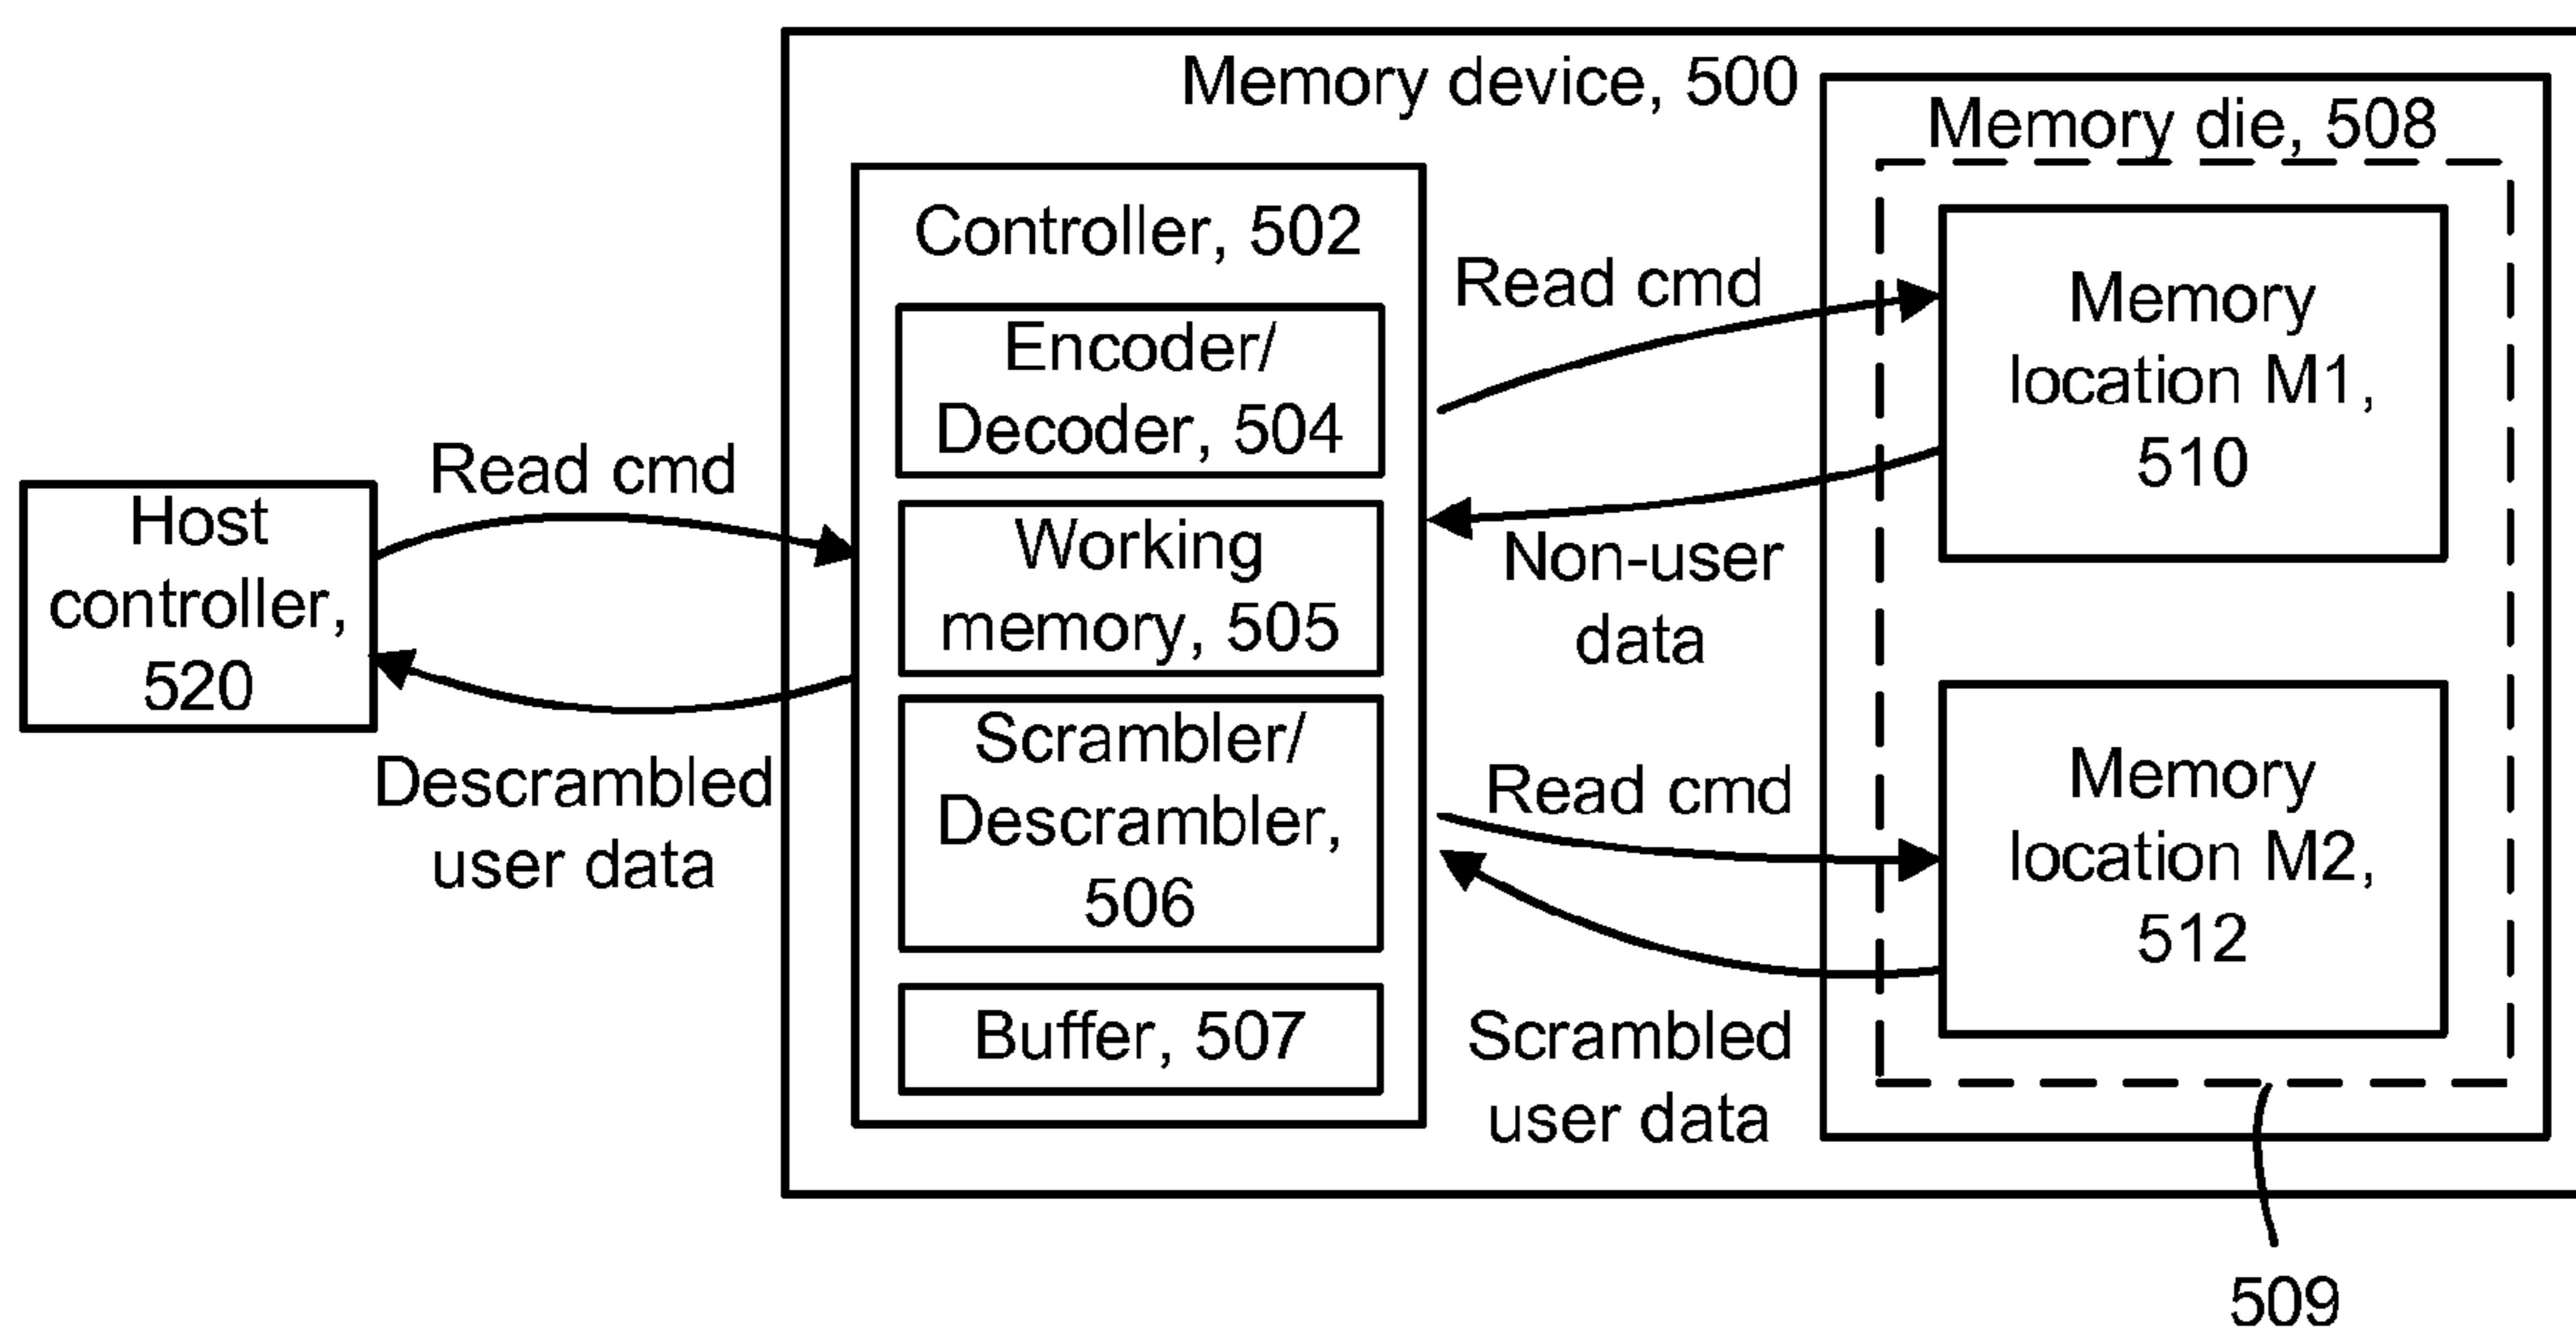 Memory device, 500
Memory die, 508
Controller, 502
Encoder/
Decoder, 504
Working
memory, 505
Scrambler/
Descrambler,
506
Buffer, 507
Host
controller,
520
Read cmd
Descrambled
user data
Read cmd
Non-user
data
Read cmd
Scrambled
user data
Memory
location M1,
510
Memory
location M2,
512
509